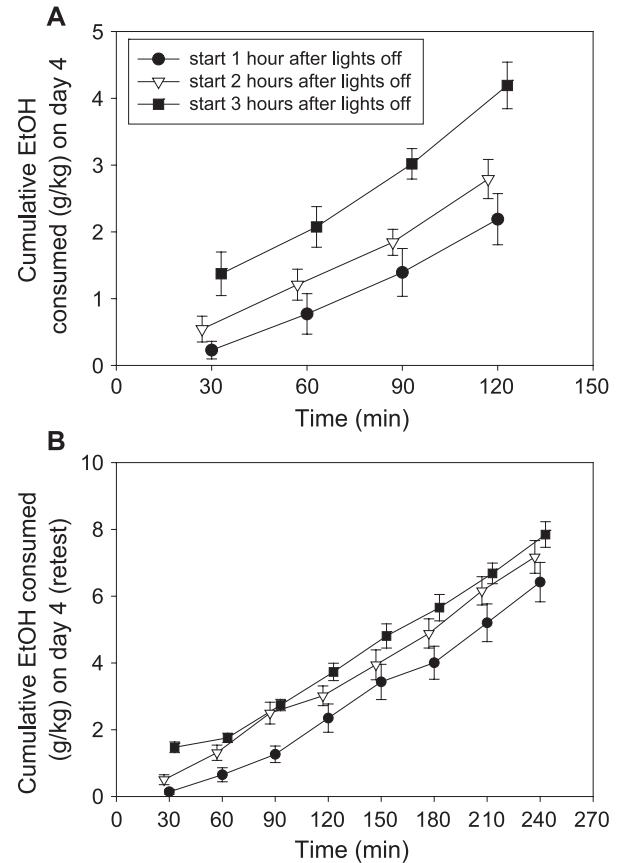 A
Cumulative EtOH
consumed (g/kg) on day 4
5
4
3
2
1
0
start 1 hour after lights off
start 2 hours after lights off
start 3 hours after lights off
0 30 60 90 120 150
Time (min)
B
Cumulative EtOH consumed
(g/kg) on day 4 (retest)
10
8
6
4
2
0
0 30 60 90 120 150 180 210 240 270
Time (min)